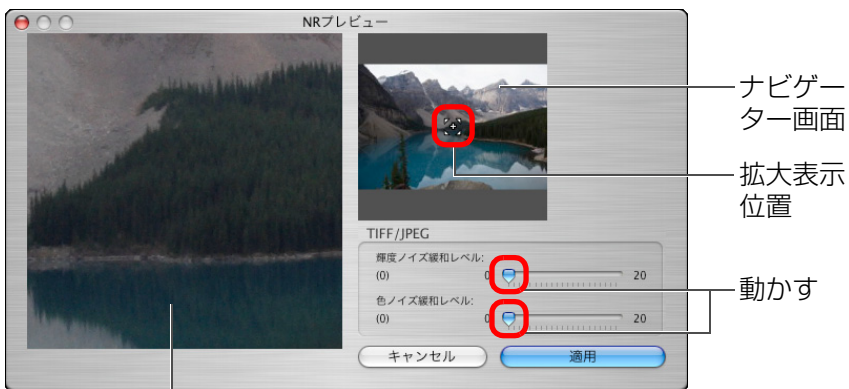 NRプレビュー
ナビゲー
ター画面
拡大表示
位置
TIFF/JPEG
輝度ノイズ緩和レベル:
(0) 0 20
色ノイズ緩和レベル:
(0) 0 20
動かす
キャンセル 適用